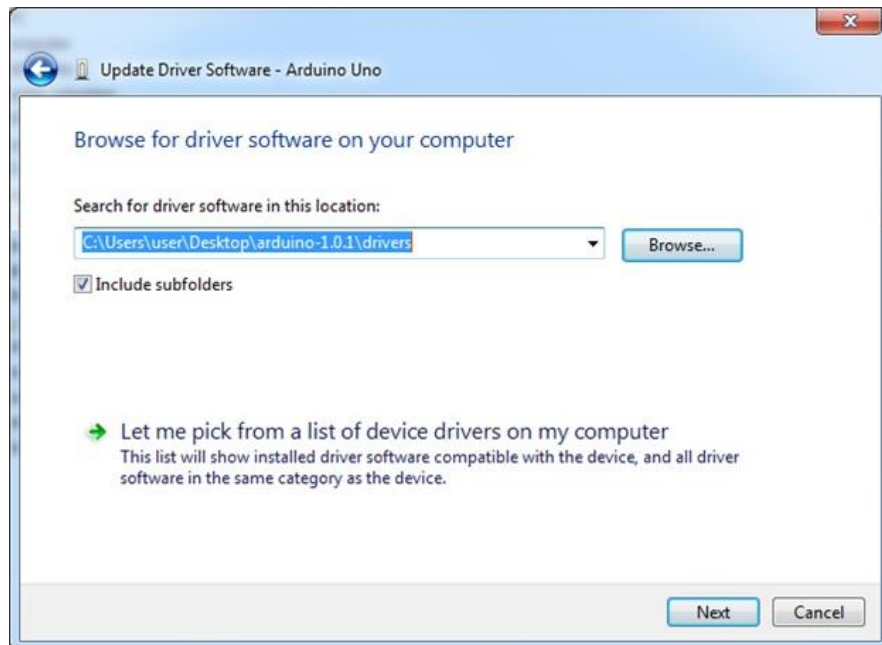 Update Driver Software - Arduino Uno
Browse for driver software on your computer
Search for driver software in this location:
C:\Users\user\Desktop\arduino-1.0.1\drivers
Browse...
Include subfolders
Let me pick from a list of device drivers on my computer
This list will show installed driver software compatible with the device, and all driver
software in the same category as the device.
Next
Cancel